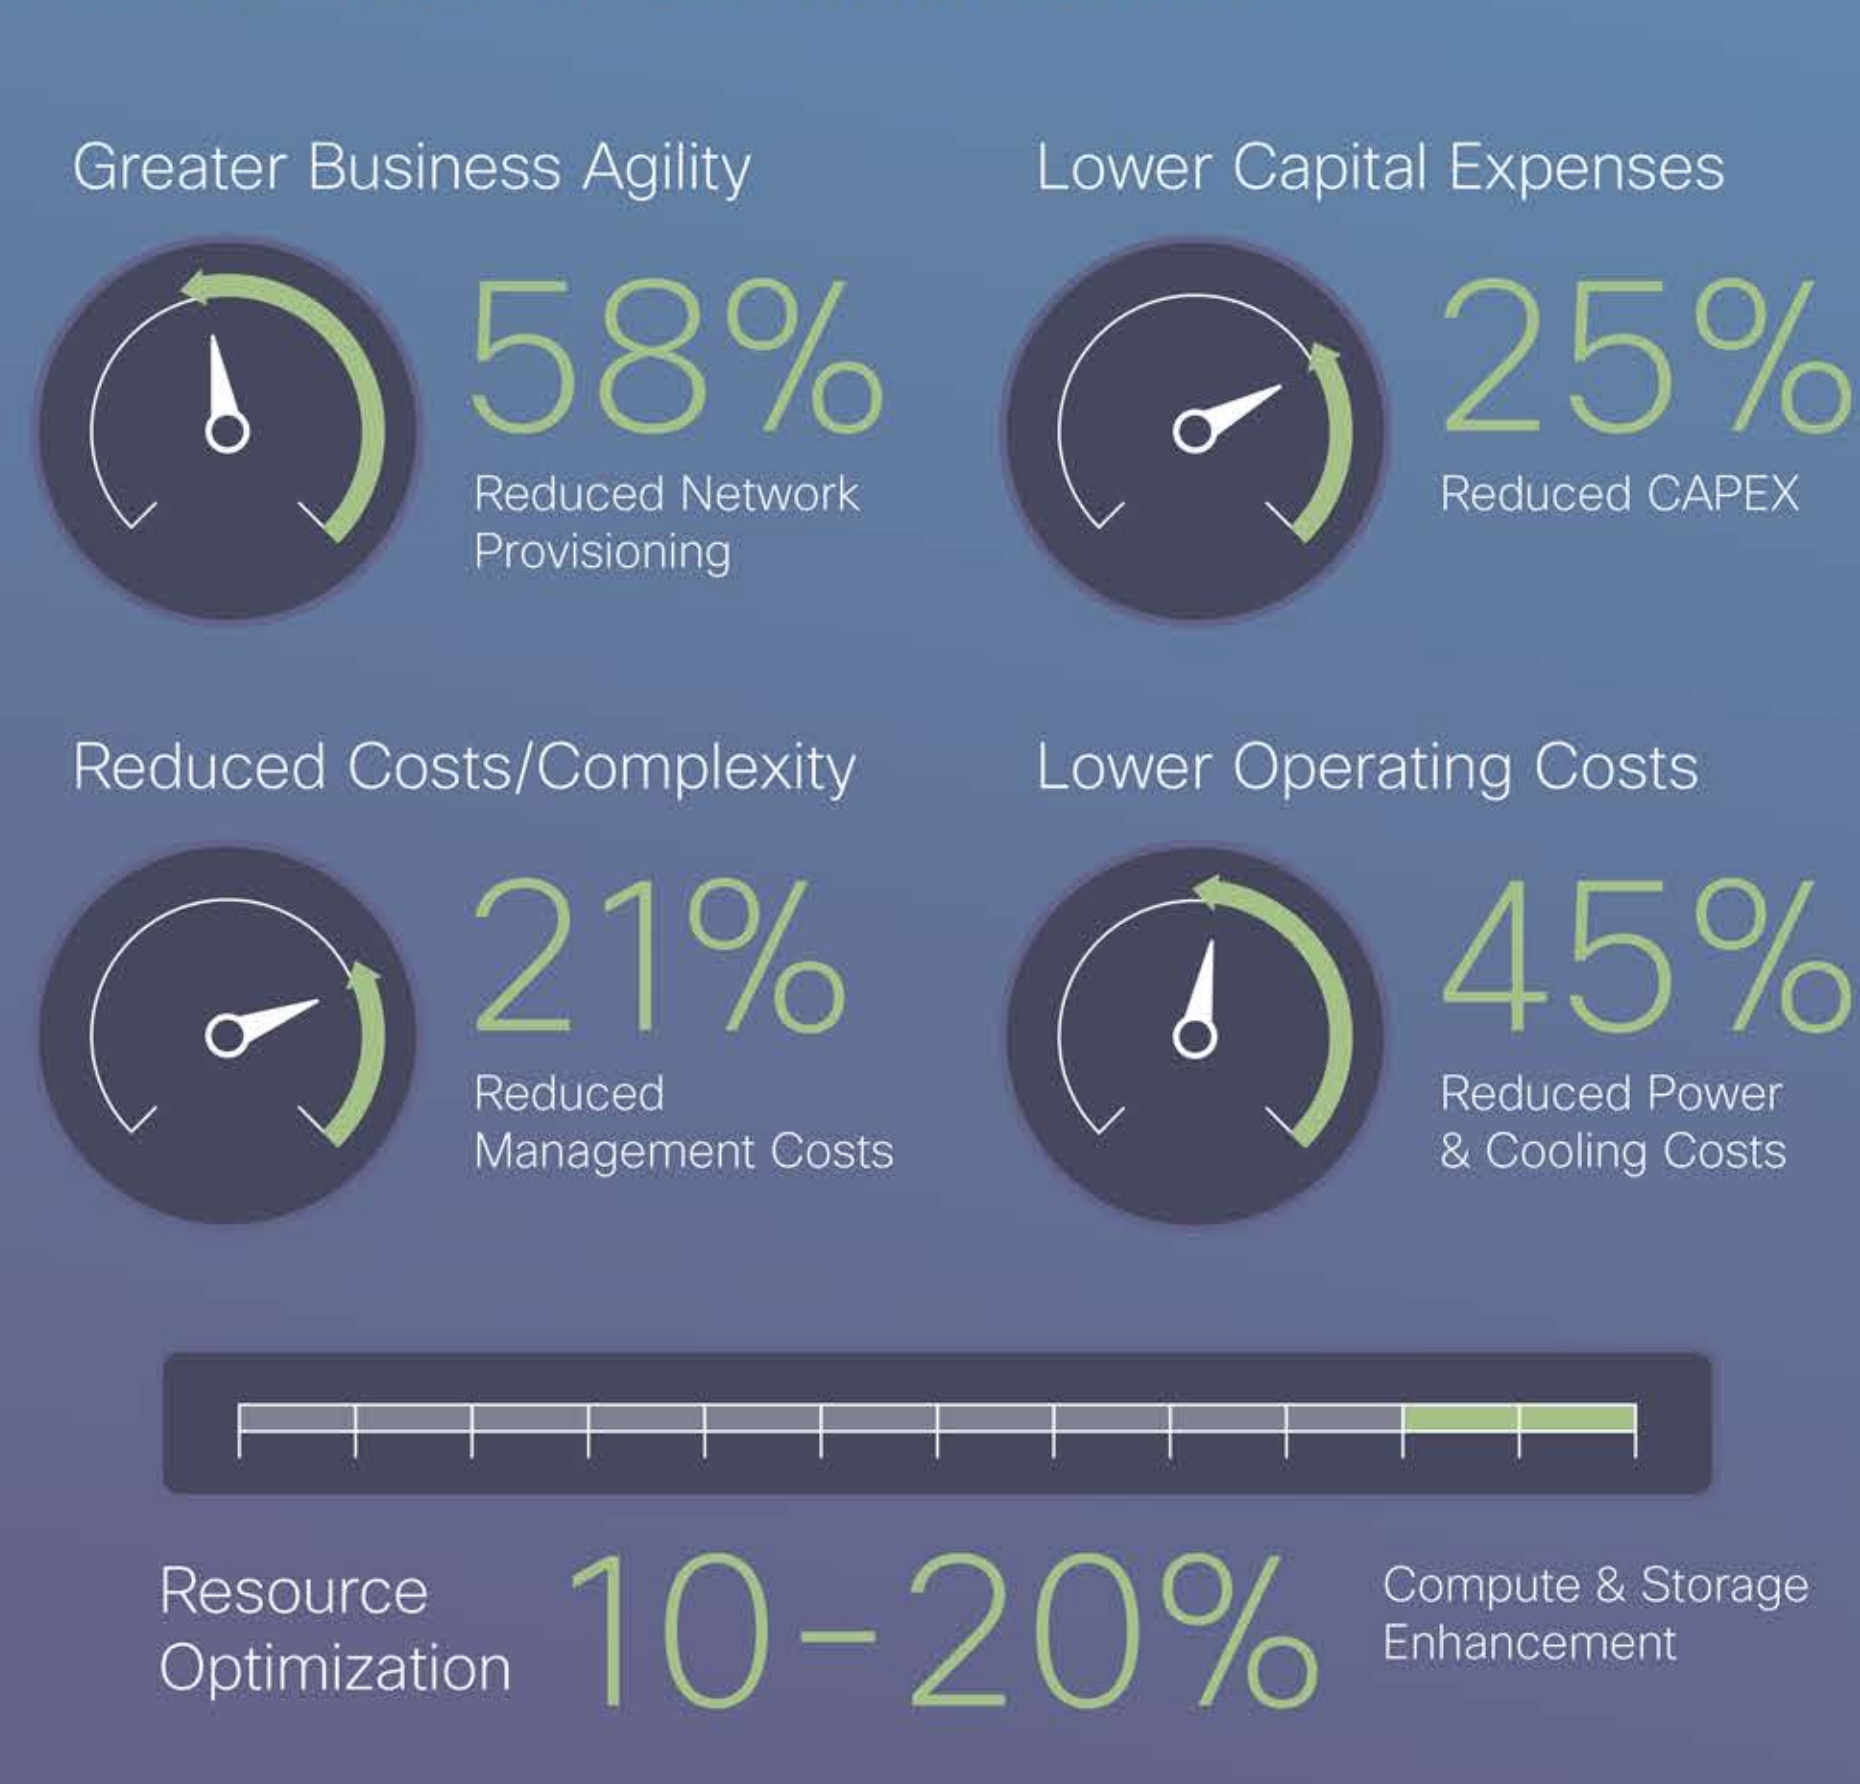 Greater Business Agility
58%
Reduced Network
Provisioning
Lower Capital Expenses
25%
Reduced CAPEX
Reduced Costs/Complexity
21%
Reduced
Management Costs
Lower Operating Costs
45%
Reduced Power
& Cooling Costs
Resource
Optimization
10-20%
Compute & Storage
Enhancement